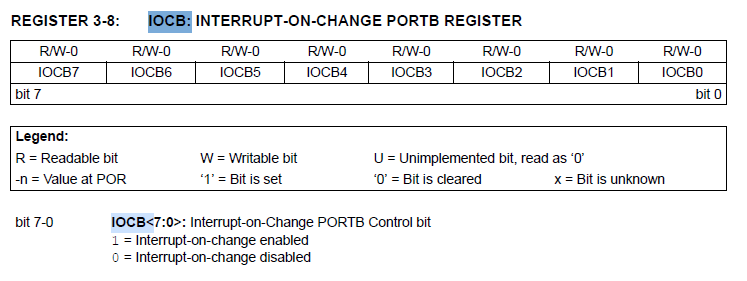 REGISTER 3-8: IOCB: INTERRUPT-ON-CHANGE PORTB REGISTER
R/W-0 R/W-0 R/W-0 R/W-0 R/W-0 R/W-0 R/W-0 R/W-0
IOCB7 IOCB6 IOCB5 IOCB4 IOCB3 IOCB2 IOCB1 IOCB0
bit 7 bit 0
Legend:
R = Readable bit W = Writable bit U = Unimplemented bit, read as ‘0’
-n = Value at POR ‘1’ = Bit is set ‘0’ = Bit is cleared x = Bit is unknown
bit 7-0 IOCB<7:0>: Interrupt-on-Change PORTB Control bit
1 = Interrupt-on-change enabled
0 = Interrupt-on-change disabled